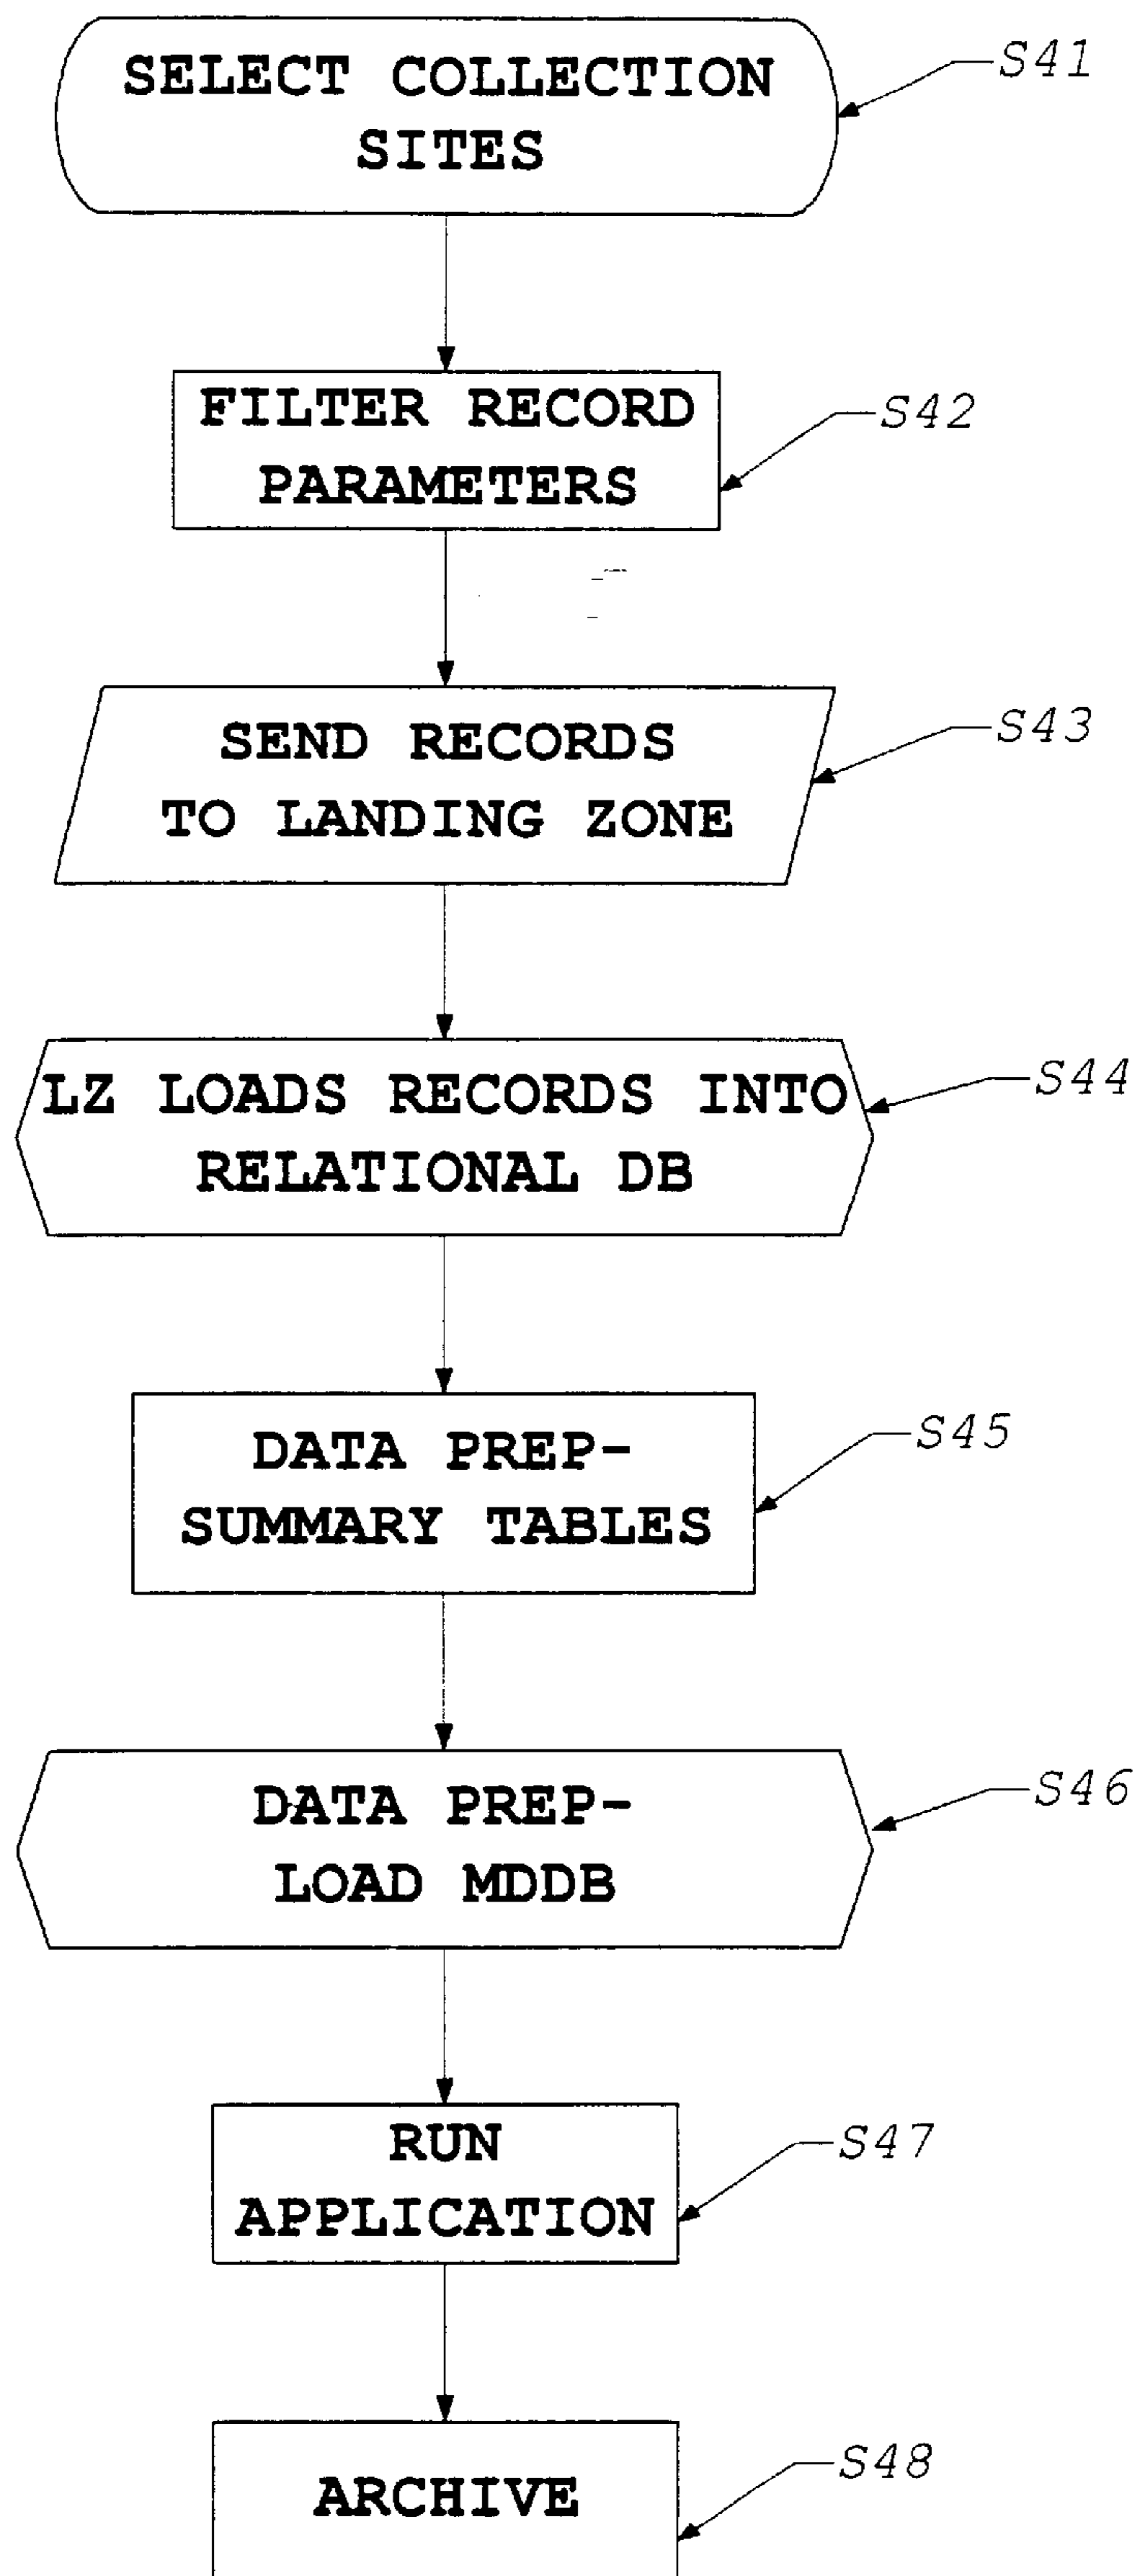 SELECT COLLECTION
SITES
S41
FILTER RECORD
PARAMETERS
S42
SEND RECORDS
TO LANDING ZONE
S43
LZ LOADS RECORDS INTO
RELATIONAL DB
S44
DATA PREP-
SUMMARY TABLES
S45
DATA PREP-
LOAD MDDB
S46
RUN
APPLICATION
S47
ARCHIVE
S48